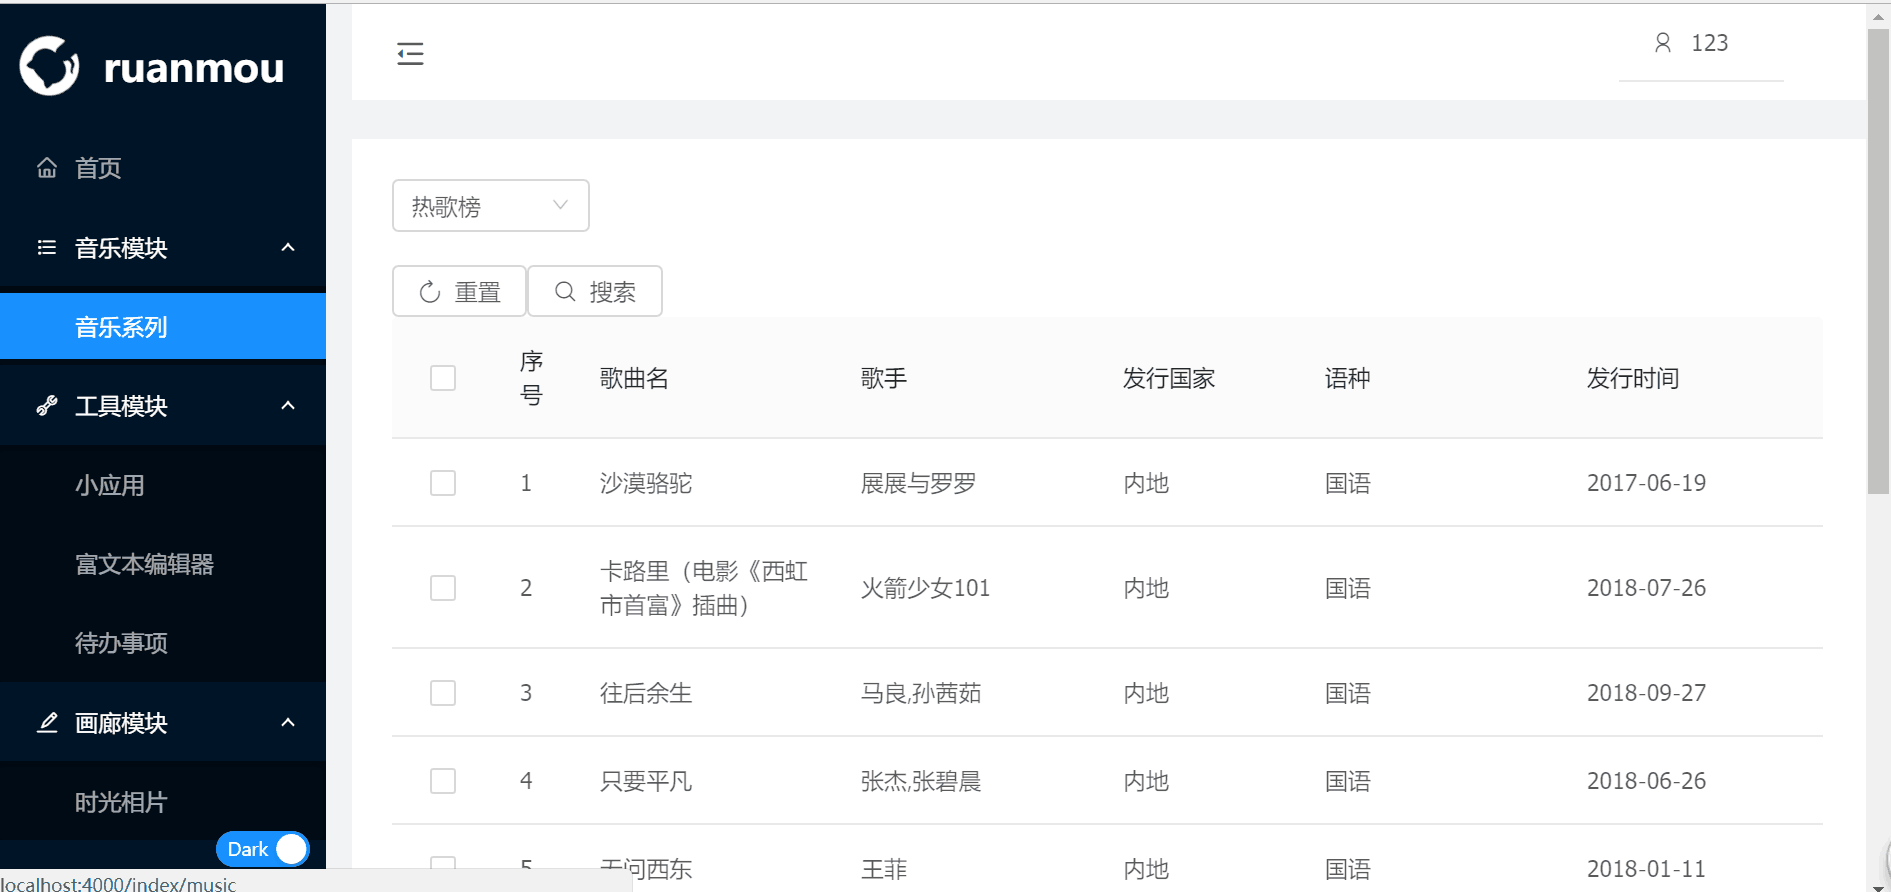 ruanmou
首页
音乐模块
音乐系列
工具模块
小应用
富文本编辑器
待办事项
画廊模块
时光相片
Dark
localhost:4000/index/music
123
热歌榜
重置 搜索
序号 歌曲名 歌手 发行国家 语种 发行时间
1 沙漠骆驼 展展与罗罗 内地 国语 2017-06-19
2 卡路里（电影《西虹市首富》插曲） 火箭少女101 内地 国语 2018-07-26
3 往后余生 马良,孙茜茹 内地 国语 2018-09-27
4 只要平凡 张杰,张碧晨 内地 国语 2018-06-26
5 无问西东 王菲 内地 国语 2018-01-11